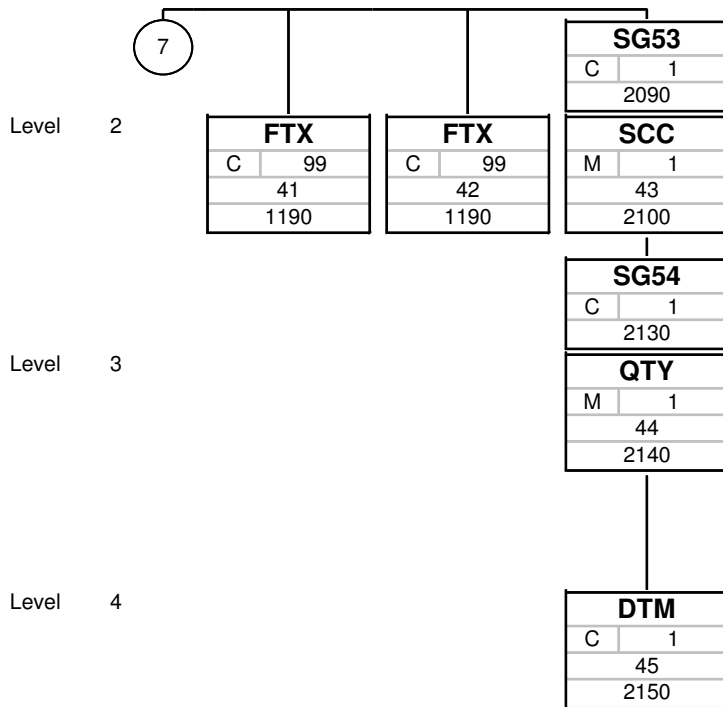 7
SG53
C 1
2090
Level 2
FTX
C 99
41
1190
FTX
C 99
42
1190
SCC
M 1
43
2100
SG54
C 1
2130
Level 3
QTY
M 1
44
2140
Level 4
DTM
C 1
45
2150